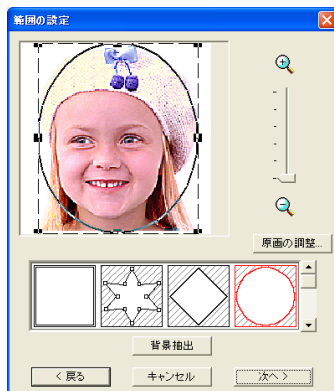 範囲の設定
原画の調整...
背景抽出
< 戻る
キャンセル
次へ >